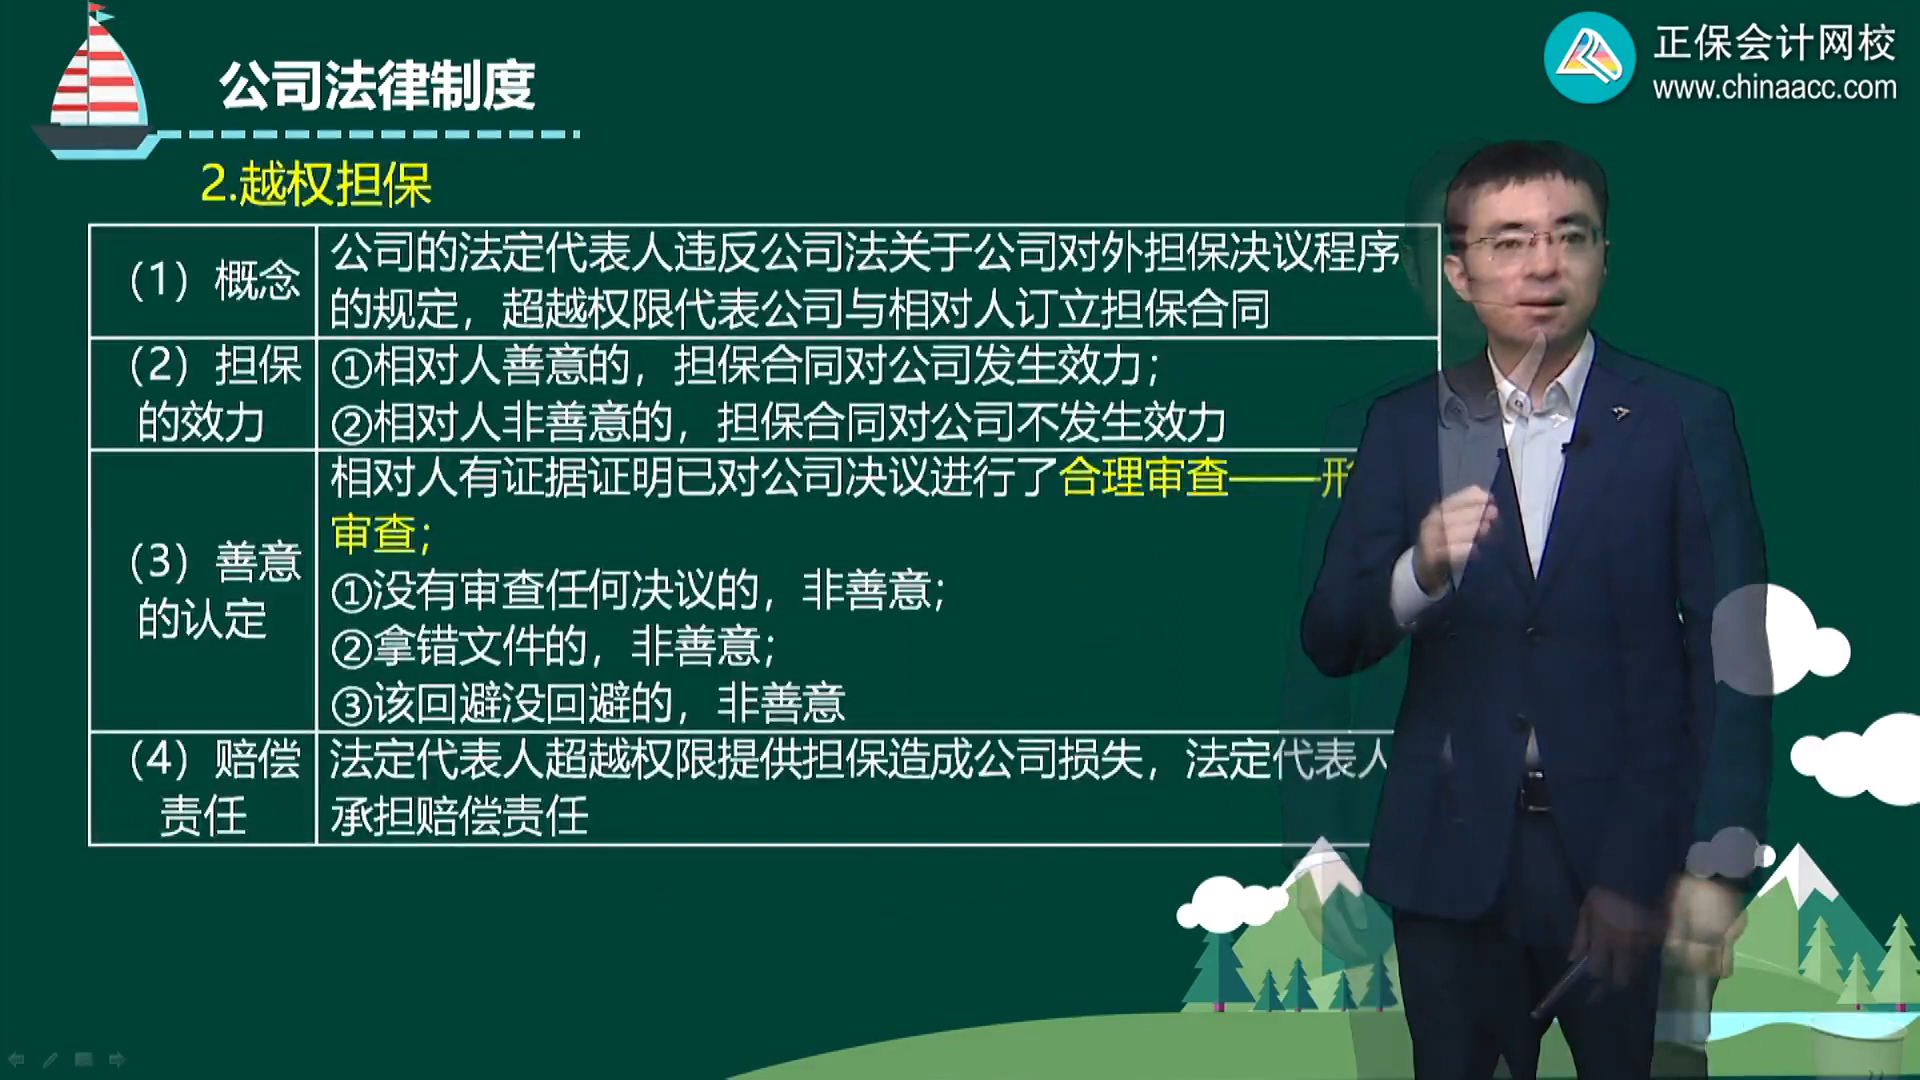 正保会计网校
www.chinaacc.com
公司法律制度
2.越权担保
（1）概念
公司的法定代表人违反公司法关于公司对外担保决议程序
的规定，超越权限代表公司与相对人订立担保合同
（2）担保
的效力
①相对人善意的，担保合同对公司发生效力；
②相对人非善意的，担保合同对公司不发生效力
（3）善意
的认定
相对人有证据证明已对公司决议进行了合理审查——形
审查；
①没有审查任何决议的，非善意；
②拿错文件的，非善意；
③该回避没回避的，非善意
（4）赔偿
责任
法定代表人超越权限提供担保造成公司损失，法定代表人
承担赔偿责任